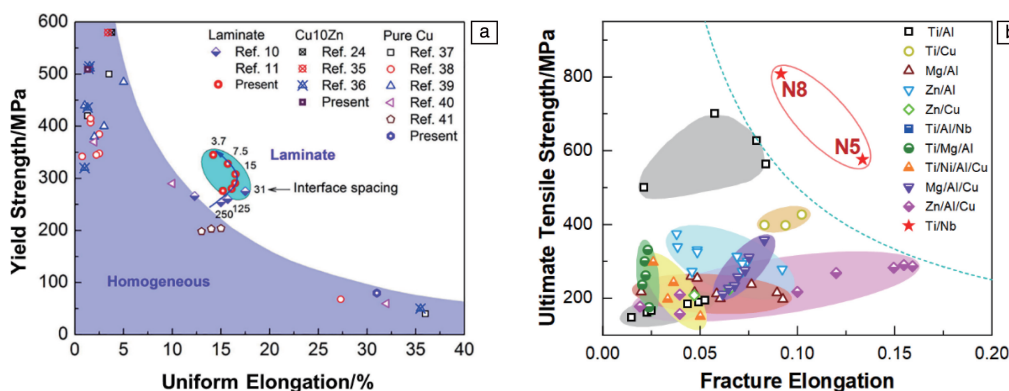 a
Yield Strength/MPa
600
500
400
300
200
100
0
0 5 10 15 20 25 30 35 40
Uniform Elongation/%
Laminate
Ref. 10
Ref. 11
Present
Cu10Zn
Ref. 24
Ref. 35
Ref. 36
Present
Pure Cu
Ref. 37
Ref. 38
Ref. 39
Ref. 40
Ref. 41
Present
3.7
7.5
15
Laminate
31 Interface spacing
125
250
Homogeneous
b
Ultimate Tensile Strength/MPa
800
600
400
200
0.00 0.05 0.10 0.15 0.20
Fracture Elongation
N8
N5
Ti/Al
Ti/Cu
Mg/Al
Zn/Al
Zn/Cu
Ti/Al/Nb
Ti/Mg/Al
Ti/Ni/Al/Cu
Mg/Al/Cu
Zn/Al/Cu
Ti/Nb